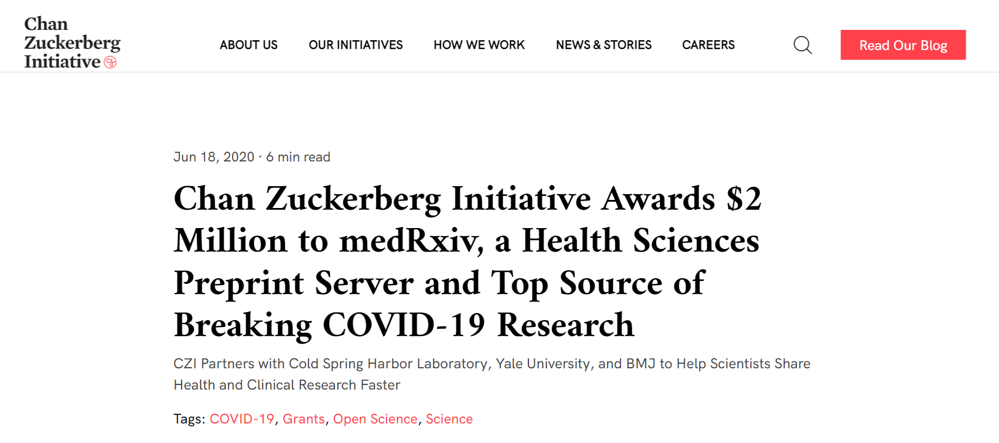 Chan
Zuckerberg
Initiative
ABOUT US
OUR INITIATIVES
HOW WE WORK
NEWS & STORIES
CAREERS
Read Our Blog
Jun 18, 2020 · 6 min read
Chan Zuckerberg Initiative Awards $2
Million to medRxiv, a Health Sciences
Preprint Server and Top Source of
Breaking COVID-19 Research
CZI Partners with Cold Spring Harbor Laboratory, Yale University, and BMJ to Help Scientists Share
Health and Clinical Research Faster
Tags: COVID-19, Grants, Open Science, Science